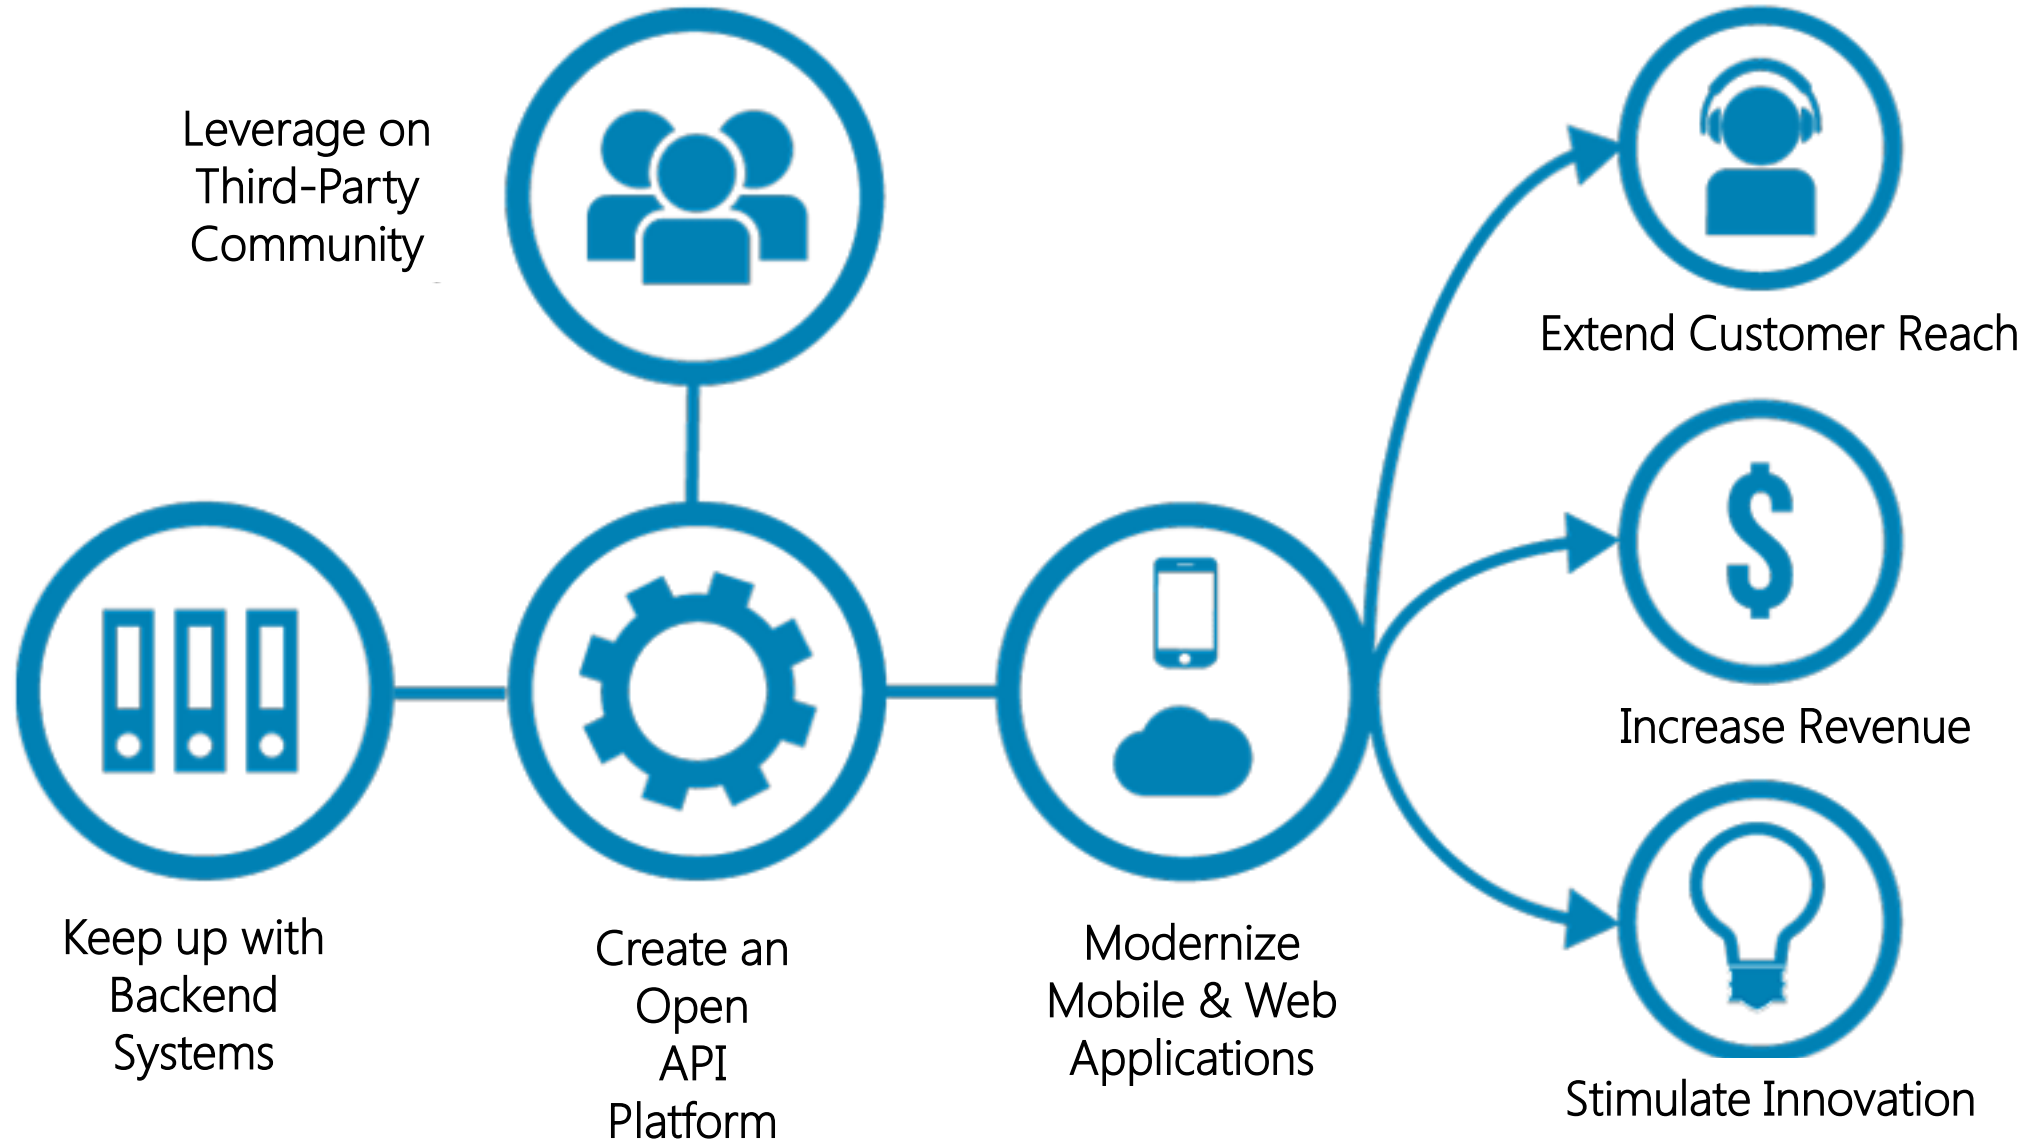 Leverage on
Third-Party
Community
Extend Customer Reach
Increase Revenue
Keep up with
Backend
Systems
Create an
Open
API
Platform
Modernize
Mobile & Web
Applications
Stimulate Innovation